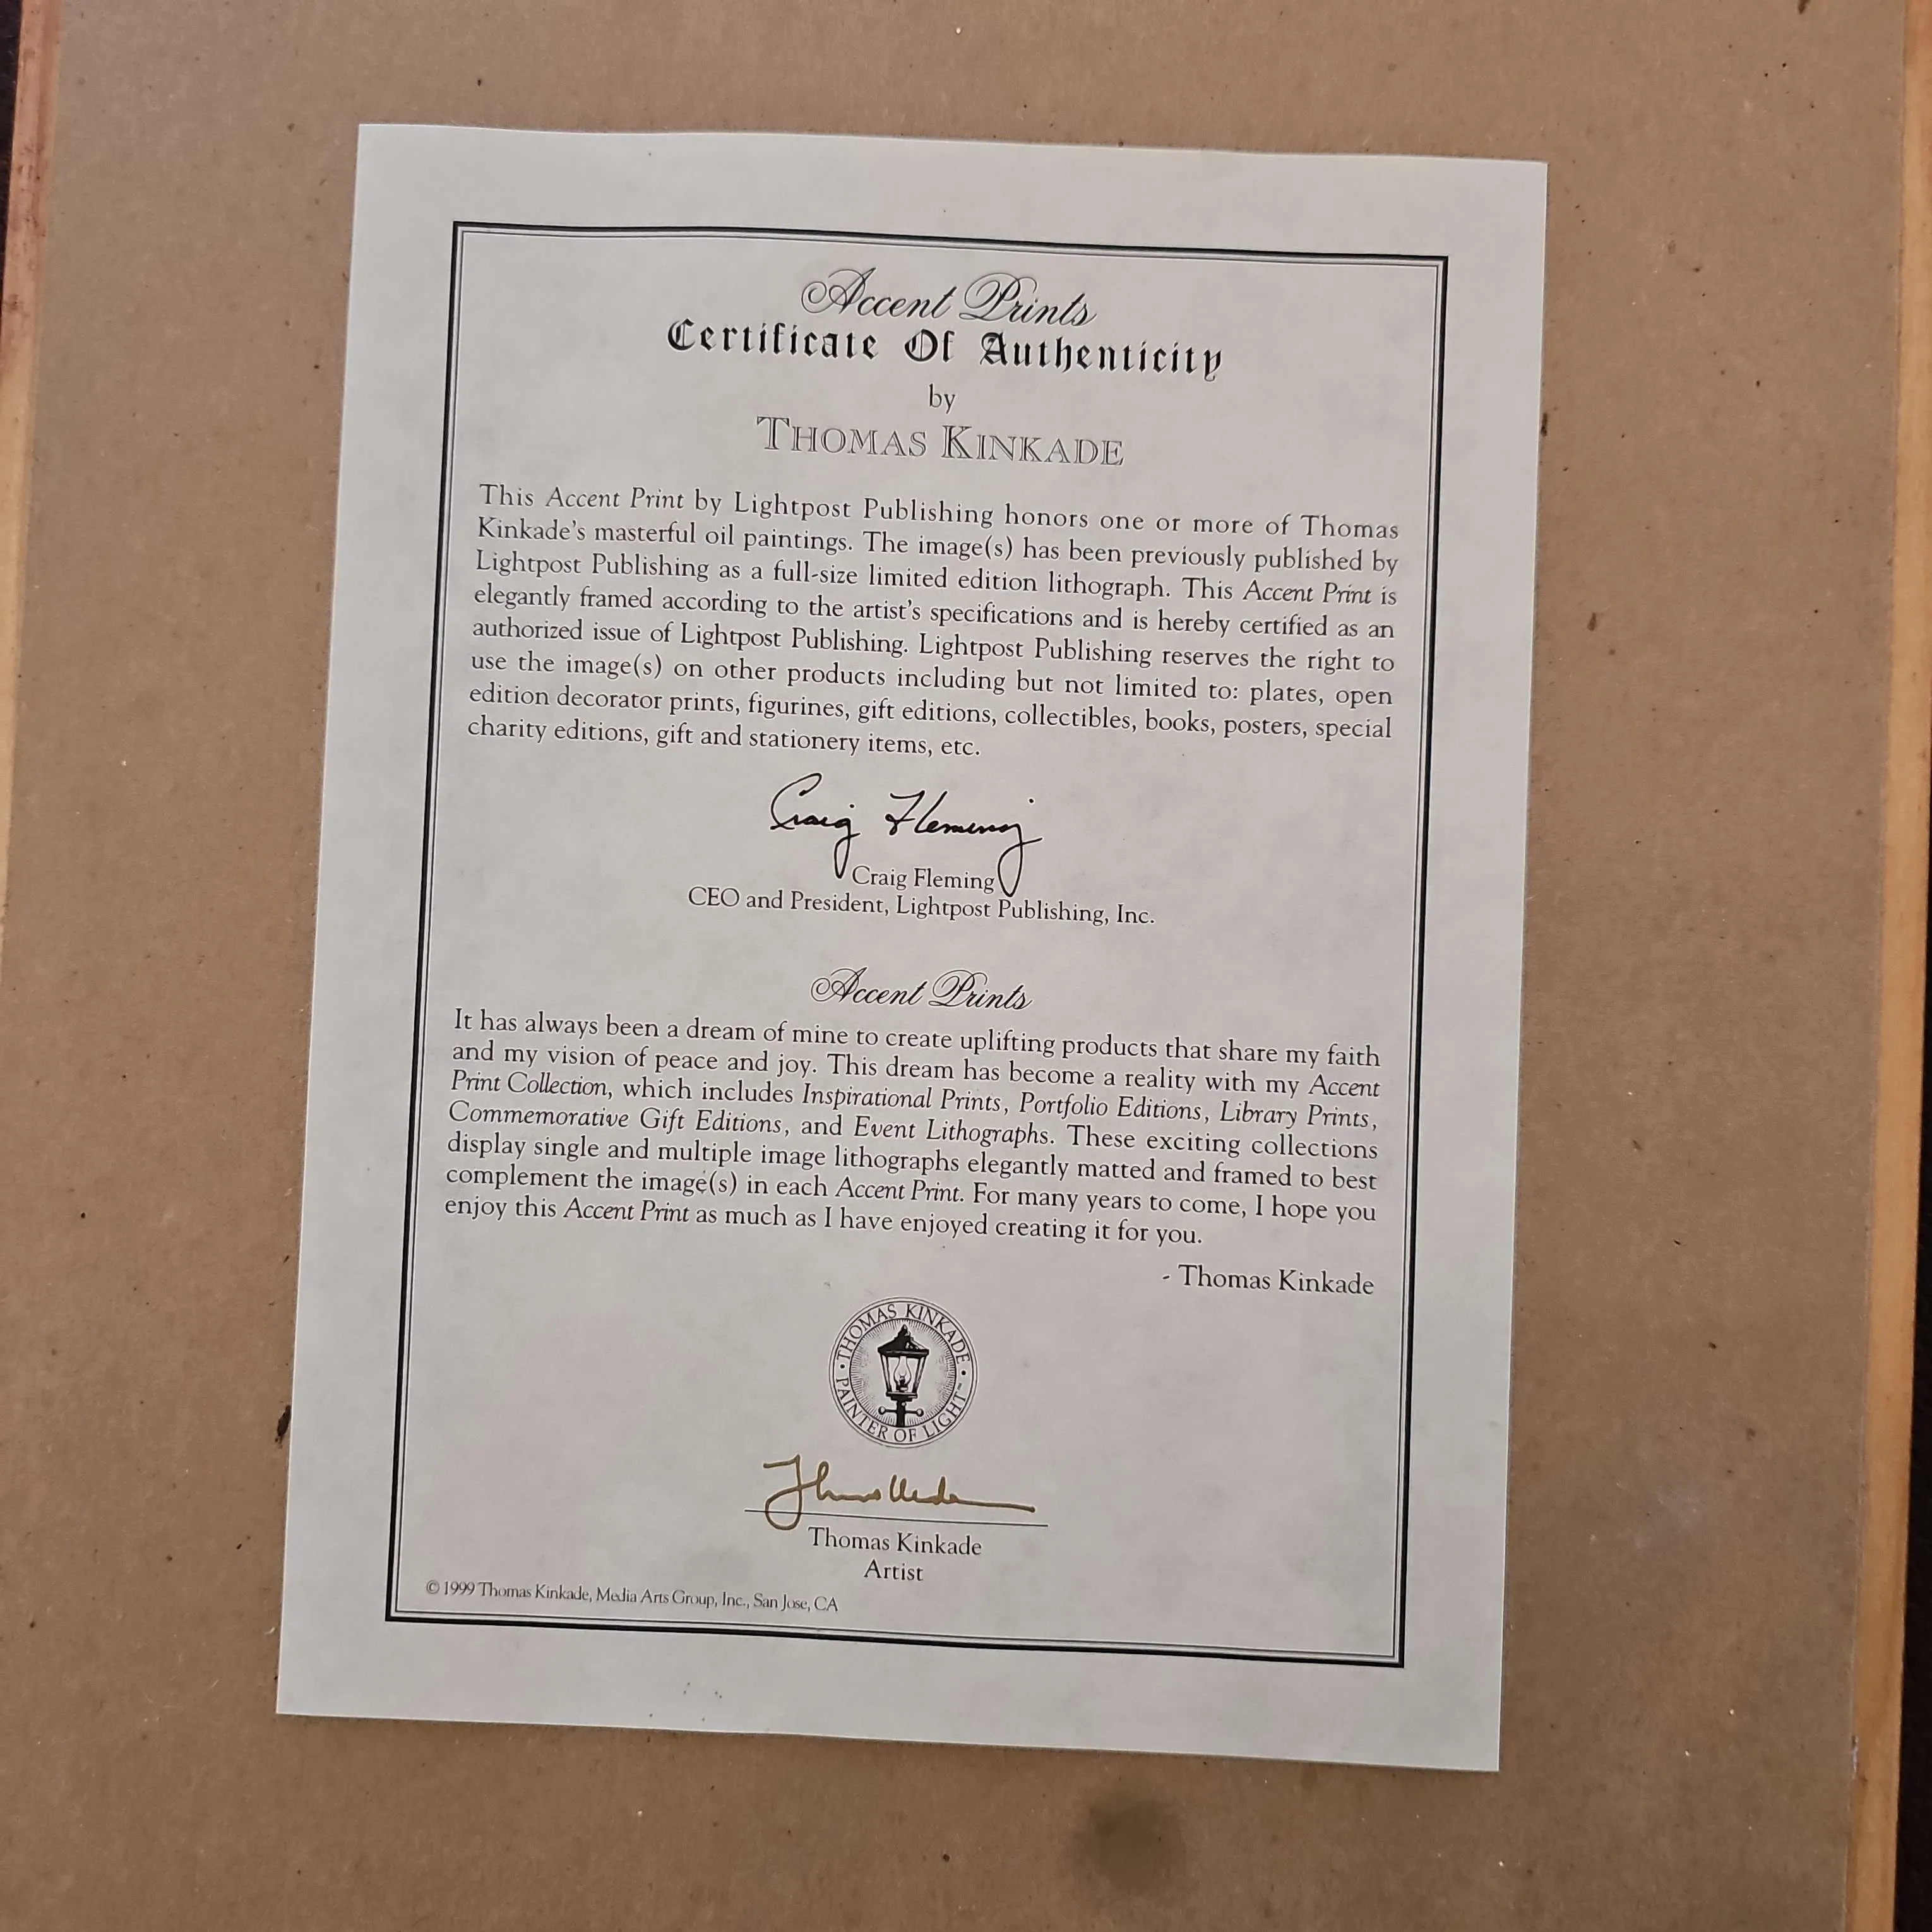 Accent Prints
Certificate Of Authenticity
by
THOMAS KINKADE
This Accent Print by Lightpost Publishing honors one or more of Thomas
Kinkade's masterful oil paintings. The image(s) has been previously published by
Lightpost Publishing as a full-size limited edition lithograph. This Accent Print is
elegantly framed according to the artist's specifications and is hereby certified as an
authorized issue of Lightpost Publishing. Lightpost Publishing reserves the right to
use the image(s) on other products including but not limited to: plates, open
edition decorator prints, figurines, gift editions, collectibles, books, posters, special
charity editions, gift and stationery items, etc.
Craig Fleming
Craig Fleming
CEO and President, Lightpost Publishing, Inc.
Accent Prints
It has always been a dream of mine to create uplifting products that share my faith
and my vision of peace and joy. This dream has become a reality with my Accent
Print Collection, which includes Inspirational Prints, Portfolio Editions, Library Prints,
Commemorative Gift Editions, and Event Lithographs. These exciting collections
display single and multiple image lithographs elegantly matted and framed to best
complement the image(s) in each Accent Print. For many years to come, I hope you
enjoy this Accent Print as much as I have enjoyed creating it for you.
- Thomas Kinkade
• THOMAS KINKADE •
PAINTER OF LIGHT™
Thomas Kinkade
Artist
© 1999 Thomas Kinkade, Media Arts Group, Inc., San Jose, CA